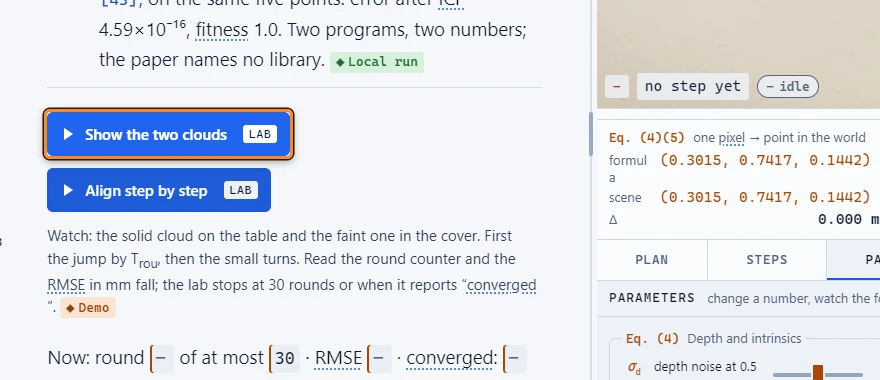 4.59×10⁻¹⁶, fitness 1.0. Two programs, two numbers;
the paper names no library. ◆ Local run
▶ Show the two clouds LAB
▶ Align step by step LAB
Watch: the solid cloud on the table and the faint one in the cover. First
the jump by Tᵣₒᵤ, then the small turns. Read the round counter and the
RMSE in mm fall; the lab stops at 30 rounds or when it reports “converged
”. ◆ Demo
Now: round – of at most 30 · RMSE – · converged: –
– no step yet – idle
Eq. (4)(5) one pixel → point in the world
formul (0.3015, 0.7417, 0.1442)
a
scene (0.3015, 0.7417, 0.1442)
Δ 0.000 m
PLAN STEPS PA
PARAMETERS change a number, watch the fo
Eq. (4) Depth and intrinsics
σd depth noise at 0.5